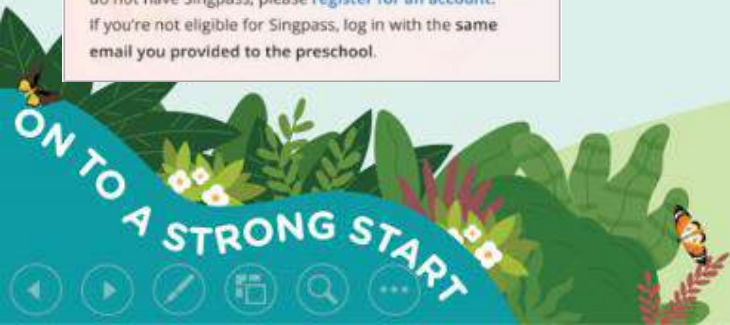 do not have Singpass, please register for an account.
If you're not eligible for Singpass, log in with the same
email you provided to the preschool.
ON TO A STRONG START